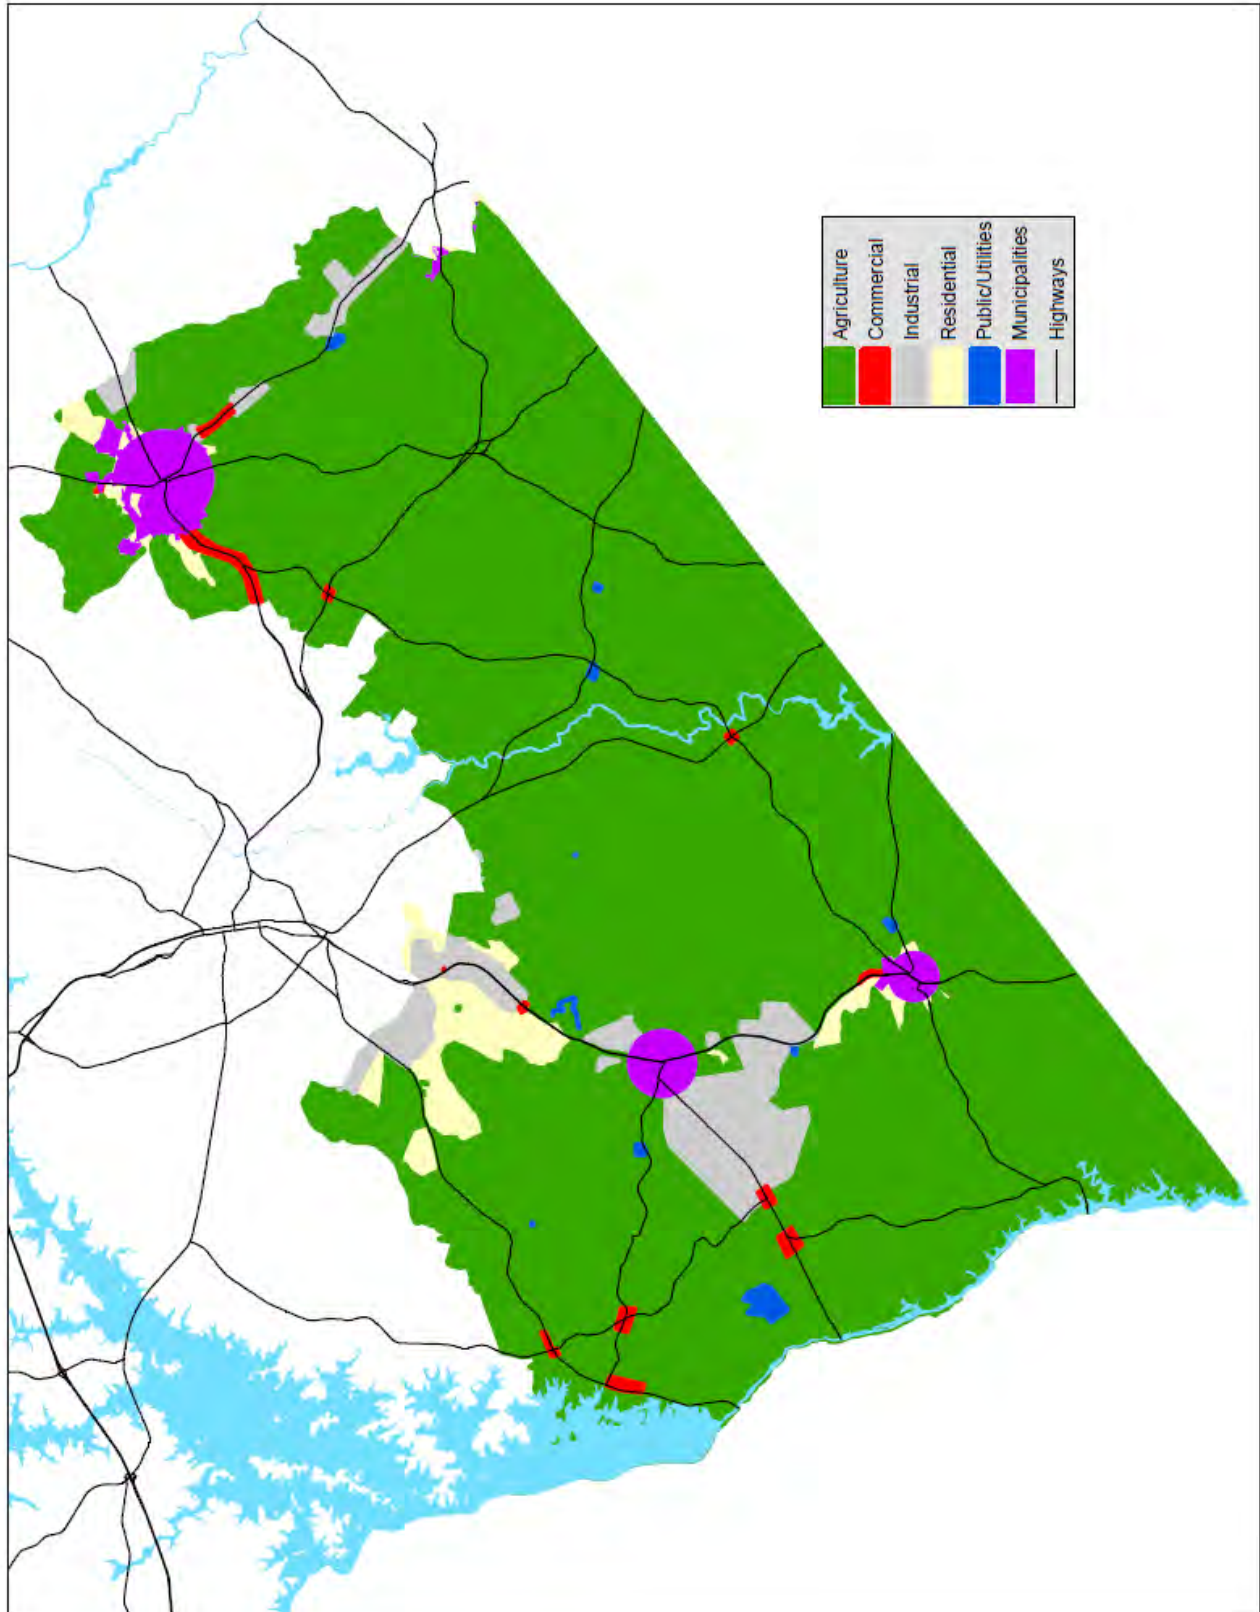 Agriculture
Commercial
Industrial
Residential
Public/Utilities
Municipalities
Highways